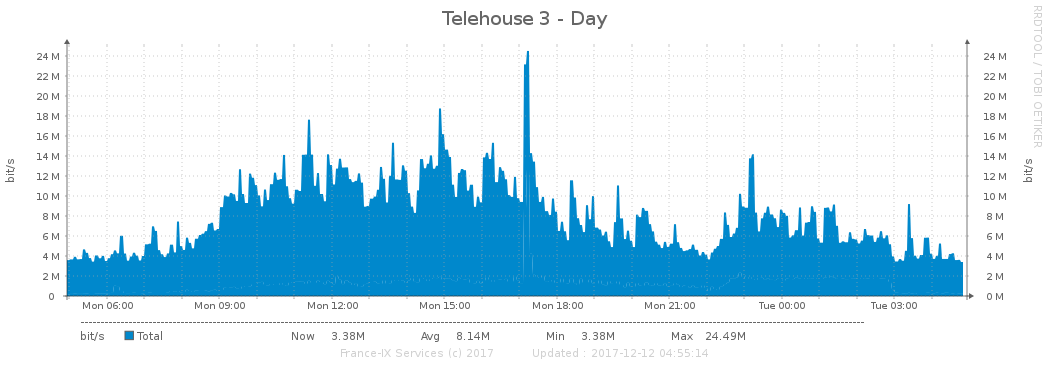 Telehouse 3 - Day
RRDTOOL / TOBI OETIKER
bit/s
24 M 24 M
22 M 22 M
20 M 20 M
18 M 18 M
16 M 16 M
14 M 14 M
12 M 12 M
10 M 10 M
8 M 8 M
6 M 6 M
4 M 4 M
2 M 2 M
0 0 M
bit/s
Mon 06:00 Mon 09:00 Mon 12:00 Mon 15:00 Mon 18:00 Mon 21:00 Tue 00:00 Tue 03:00
bit/s Total Now 3.38M Avg 8.14M Min 3.38M Max 24.49M
France-IX Services (c) 2017 Updated : 2017-12-12 04:55:14